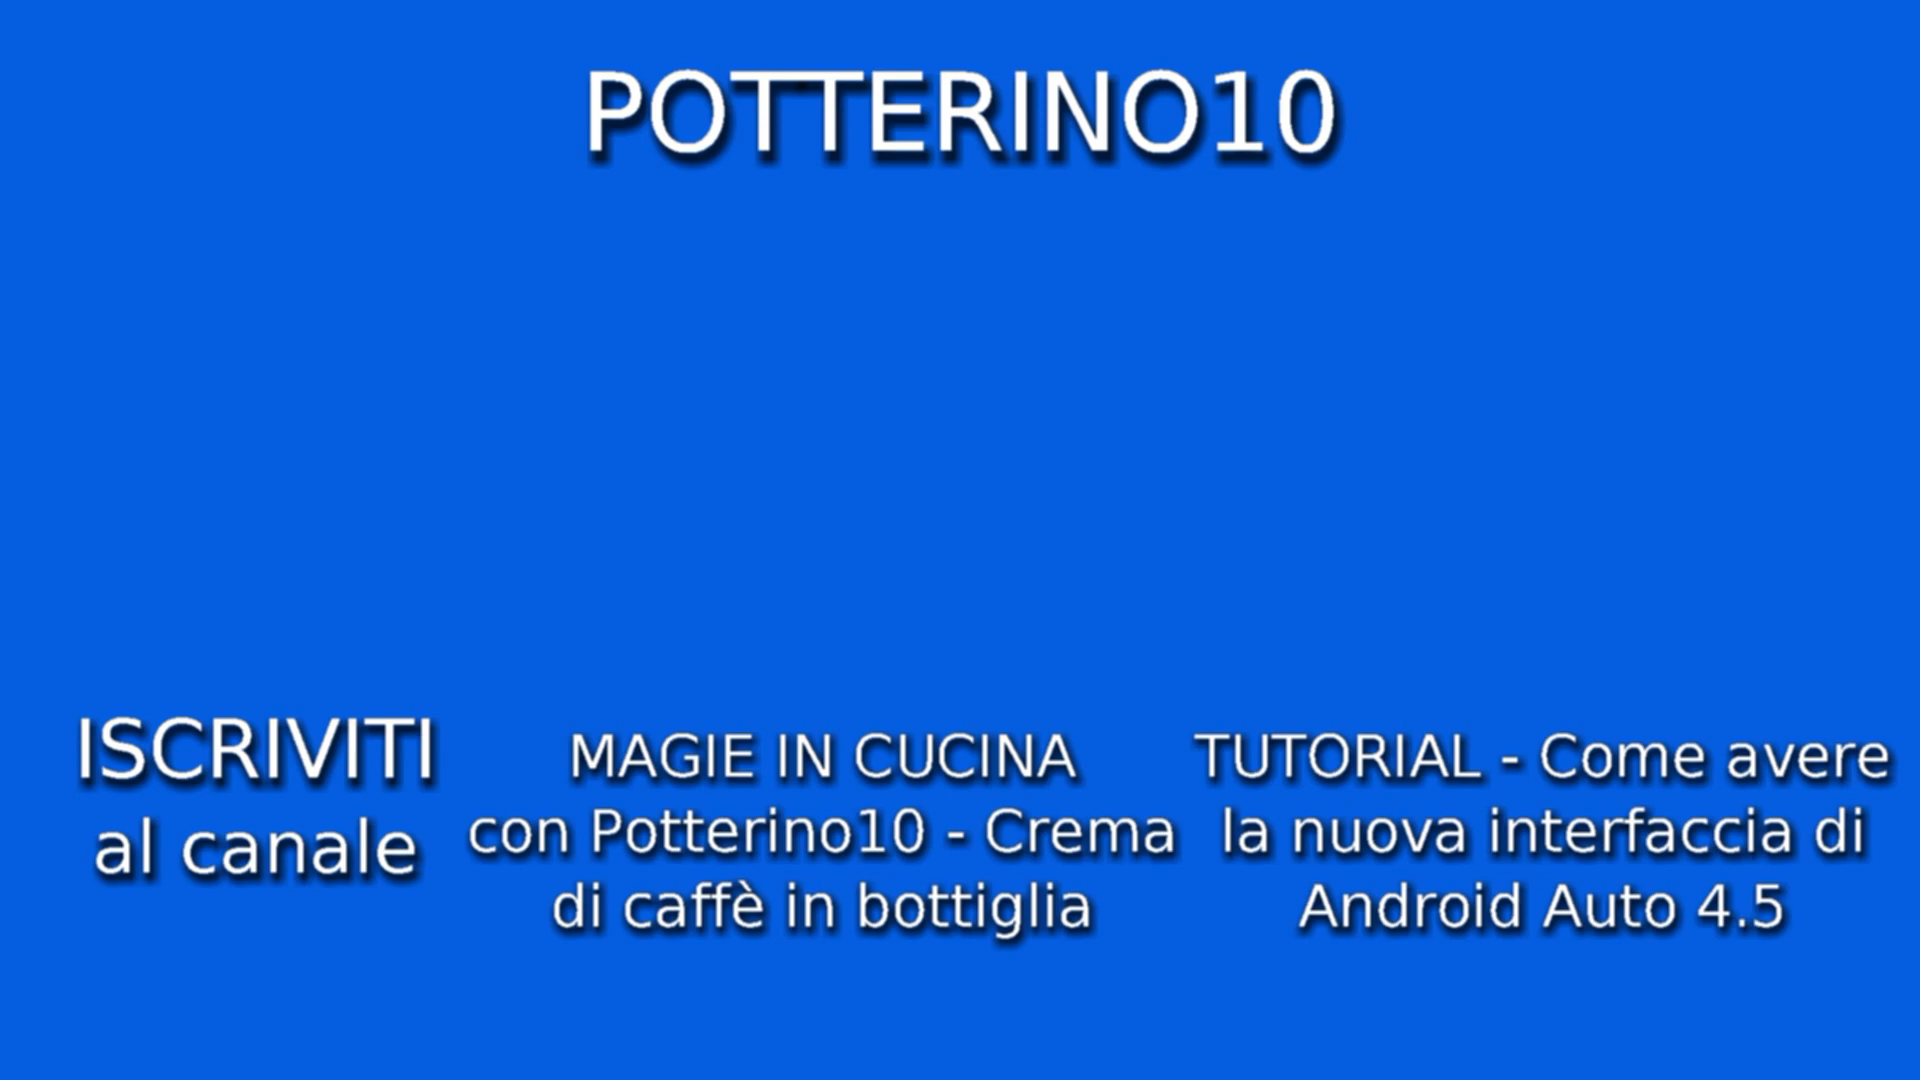 POTTERINO10
ISCRIVITI
al canale
MAGIE IN CUCINA
con Potterino10 - Crema
di caffè in bottiglia
TUTORIAL - Come avere
la nuova interfaccia di
Android Auto 4.5